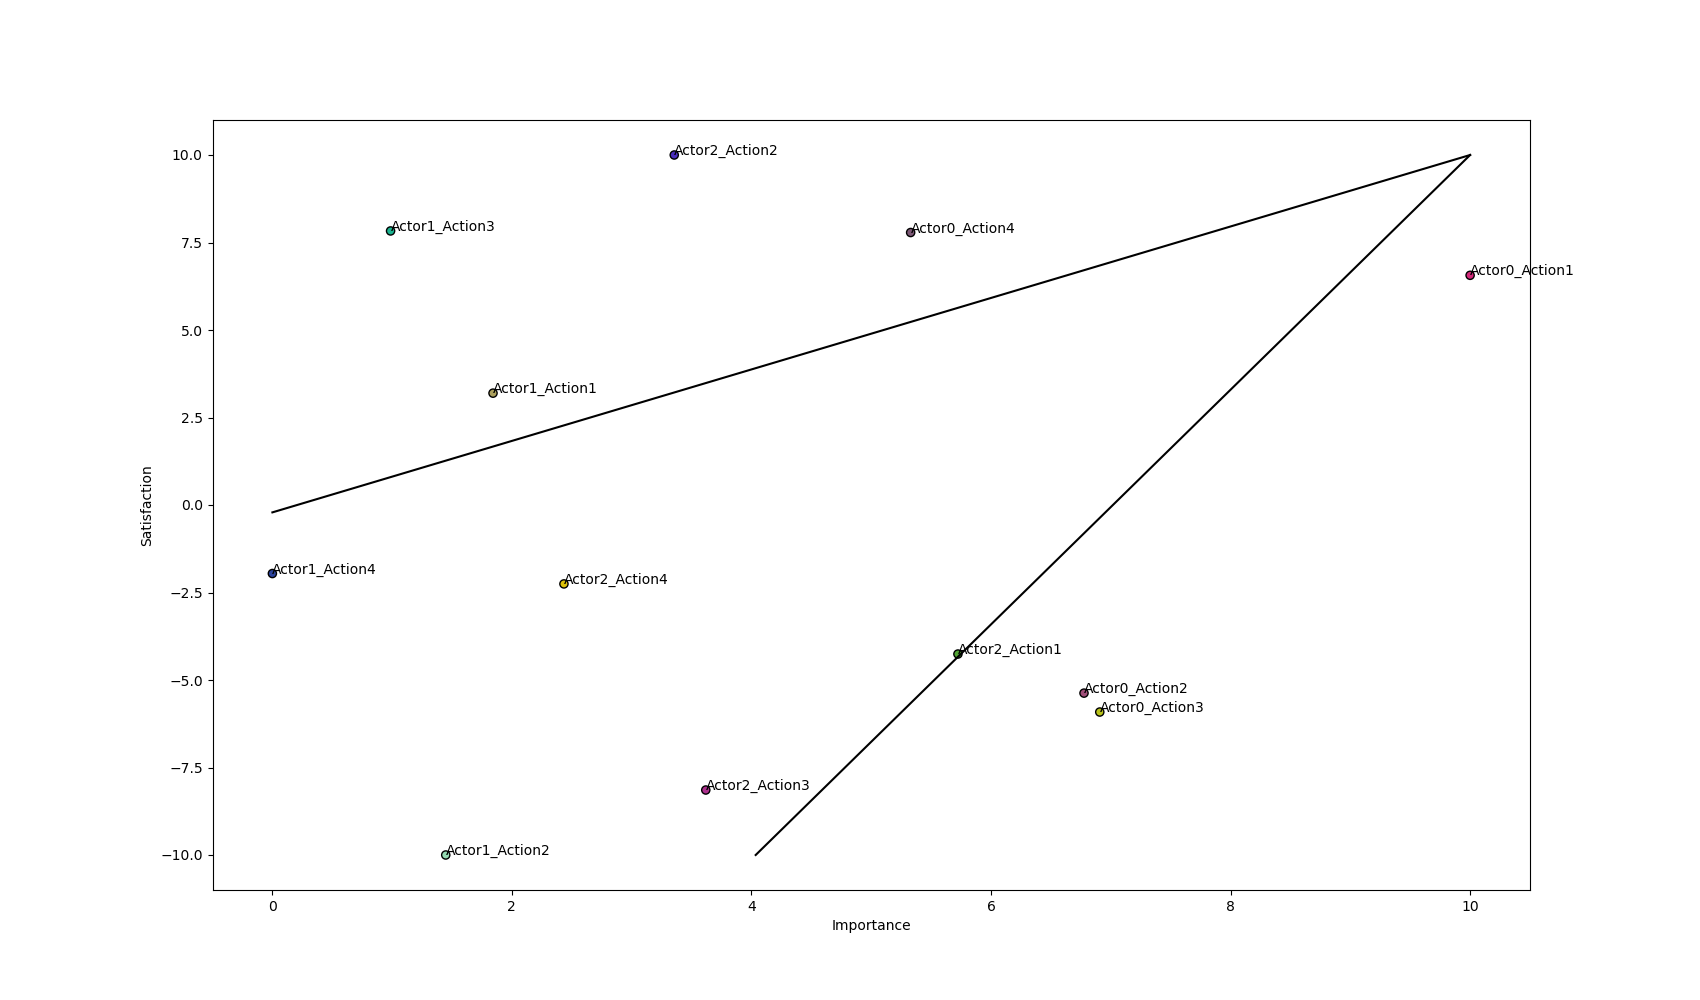 10.0
7.5
5.0
2.5
0.0
−2.5
−5.0
−7.5
−10.0
Satisfaction
Actor2_Action2
Actor1_Action3
Actor0_Action4
Actor0_Action1
Actor1_Action1
Actor1_Action4
Actor2_Action4
Actor2_Action1
Actor0_Action2
Actor0_Action3
Actor2_Action3
Actor1_Action2
0 2 4 6 8 10
Importance